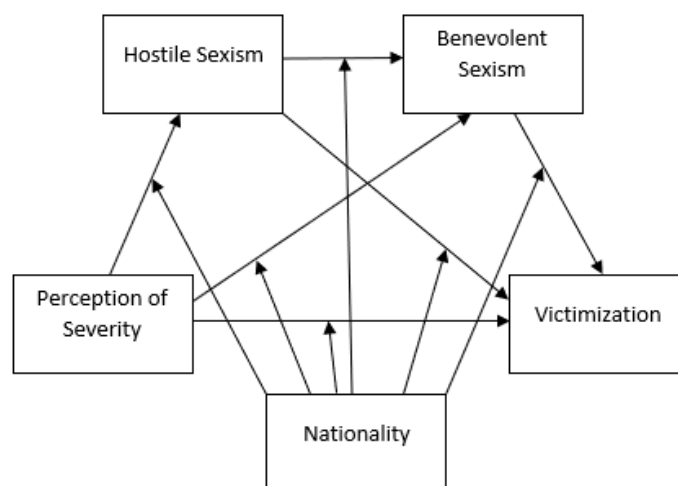 Hostile Sexism
Benevolent
Sexism
Perception of
Severity
Victimization
Nationality